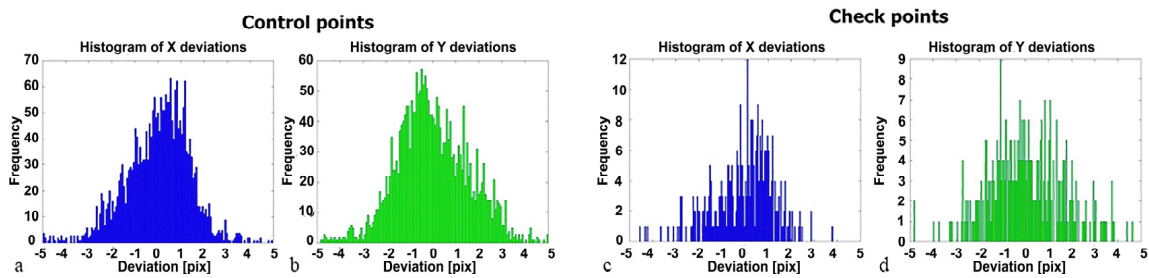 Control points
Check points
Histogram of X deviations
Histogram of Y deviations
Histogram of X deviations
Histogram of Y deviations
Frequency
70
60
50
40
30
20
10
0
-5 -4 -3 -2 -1 0 1 2 3 4 5
Deviation [pix]
a
Frequency
60
50
40
30
20
10
0
-5 -4 -3 -2 -1 0 1 2 3 4 5
Deviation [pix]
b
Frequency
12
10
8
6
4
2
0
-5 -4 -3 -2 -1 0 1 2 3 4 5
Deviation [pix]
c
Frequency
9
8
7
6
5
4
3
2
1
0
-5 -4 -3 -2 -1 0 1 2 3 4 5
Deviation [pix]
d